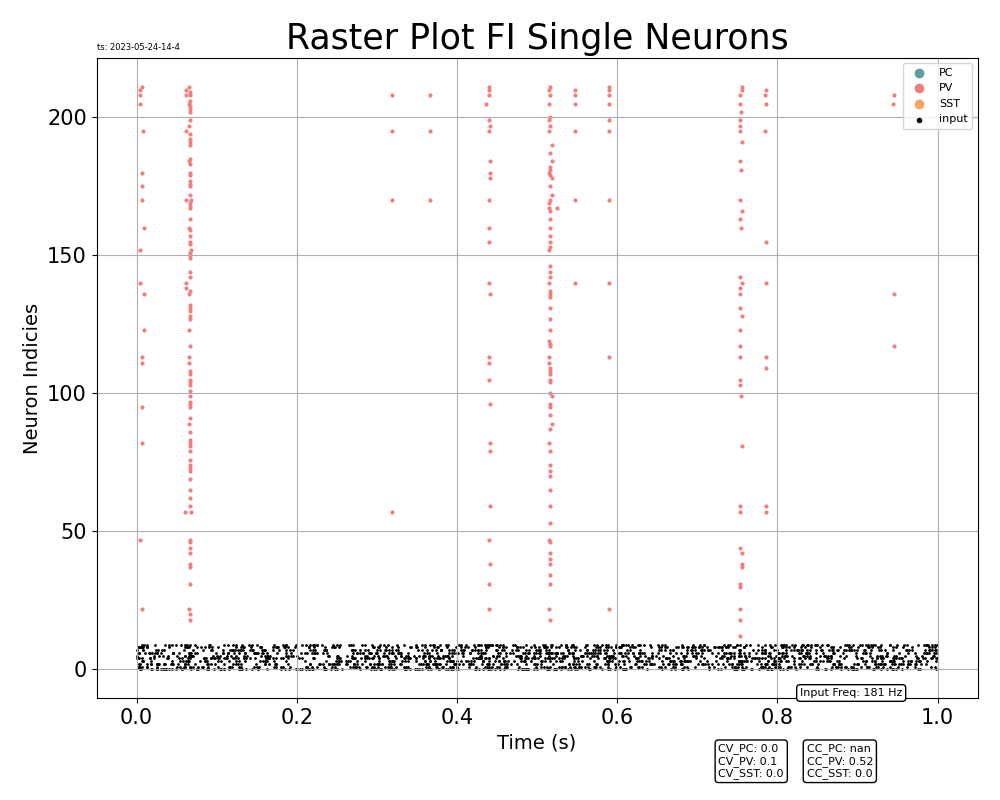 Raster Plot FI Single Neurons
ts: 2023-05-24-14-4
PC
PV
SST
input
200
150
100
50
0
Neuron Indicies
0.0 0.2 0.4 0.6 0.8 1.0
Time (s)
Input Freq: 181 Hz
CV_PC: 0.0
CV_PV: 0.1
CV_SST: 0.0
CC_PC: nan
CC_PV: 0.52
CC_SST: 0.0